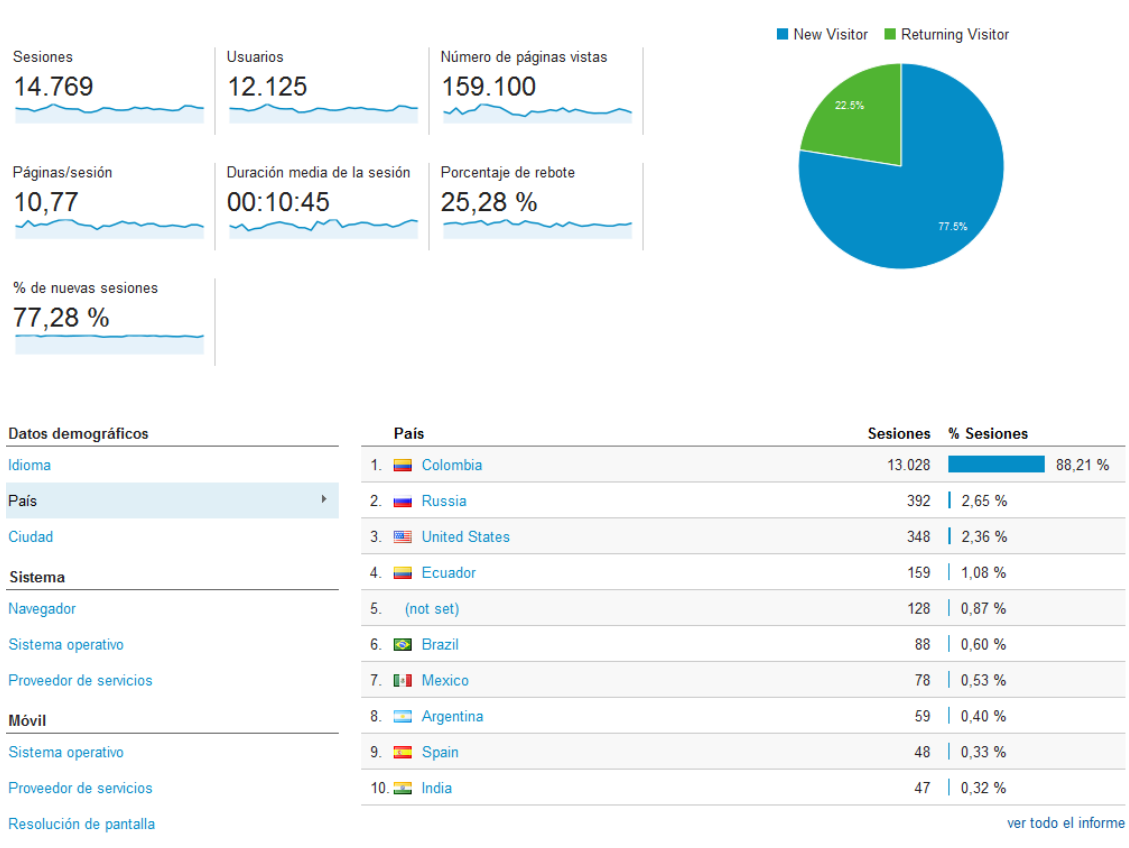 New Visitor Returning Visitor
Sesiones Usuarios Número de páginas vistas
14.769 12.125 159.100
22.5%
77.5%
Páginas/sesión Duración media de la sesión Porcentaje de rebote
10,77 00:10:45 25,28 %
% de nuevas sesiones
77,28 %
Datos demográficos
Idioma
País
Ciudad
Sistema
Navegador
Sistema operativo
Proveedor de servicios
Móvil
Sistema operativo
Proveedor de servicios
Resolución de pantalla
País Sesiones % Sesiones
1. Colombia 13.028 88,21 %
2. Russia 392 2,65 %
3. United States 348 2,36 %
4. Ecuador 159 1,08 %
5. (not set) 128 0,87 %
6. Brazil 88 0,60 %
7. Mexico 78 0,53 %
8. Argentina 59 0,40 %
9. Spain 48 0,33 %
10. India 47 0,32 %
ver todo el informe